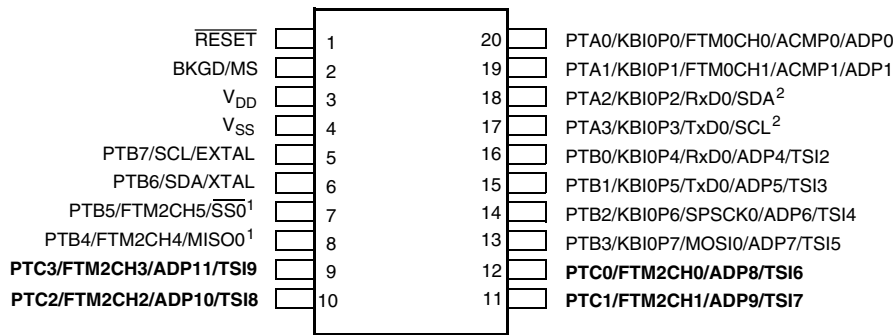 RESET 1 20 PTA0/KBI0P0/FTM0CH0/ACMP0/ADP0
BKGD/MS 2 19 PTA1/KBI0P1/FTM0CH1/ACMP1/ADP1
VDD 3 18 PTA2/KBI0P2/RxD0/SDA2
VSS 4 17 PTA3/KBI0P3/TxD0/SCL2
PTB7/SCL/EXTAL 5 16 PTB0/KBI0P4/RxD0/ADP4/TSI2
PTB6/SDA/XTAL 6 15 PTB1/KBI0P5/TxD0/ADP5/TSI3
PTB5/FTM2CH5/SS01 7 14 PTB2/KBI0P6/SPSCK0/ADP6/TSI4
PTB4/FTM2CH4/MISO01 8 13 PTB3/KBI0P7/MOSI0/ADP7/TSI5
PTC3/FTM2CH3/ADP11/TSI9 9 12 PTC0/FTM2CH0/ADP8/TSI6
PTC2/FTM2CH2/ADP10/TSI8 10 11 PTC1/FTM2CH1/ADP9/TSI7